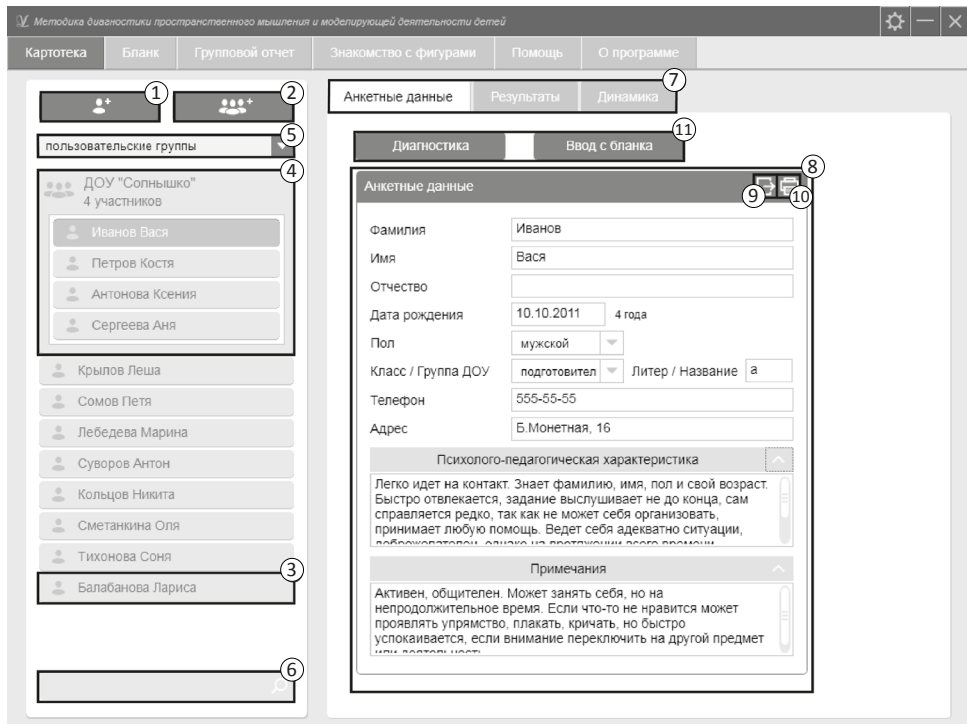 Методика диагностики пространственного мышления и моделирующей деятельности детей
Картотека Бланк Групповой отчет Знакомство с фигурами Помощь О программе
1
2
5
пользовательские группы
4
ДОУ "Солнышко"
4 участников
Иванов Вася
Петров Костя
Антонова Ксения
Сергеева Аня
Крылов Леша
Сомов Петя
Лебедева Марина
Суворов Антон
Кольцов Никита
Сметанкина Оля
Тихонова Соня
3
Балабанова Лариса
6
7
Анкетные данные Результаты Динамика
11
Диагностика Ввод с бланка
8
Анкетные данные
9 10
Фамилия Иванов
Имя Вася
Отчество
Дата рождения 10.10.2011 4 года
Пол мужской
Класс / Группа ДОУ подготовител Литер / Название а
Телефон 555-55-55
Адрес Б.Монетная, 16
Психолого-педагогическая характеристика
Легко идет на контакт. Знает фамилию, имя, пол и свой возраст.
Быстро отвлекается, задание выслушивает не до конца, сам
справляется редко, так как не может себя организовать,
принимает любую помощь. Ведет себя адекватно ситуации,
доброжелателен, однако на протяжении всего времени
Примечания
Активен, общителен. Может занять себя, но на
непродолжительное время. Если что-то не нравится может
проявлять упрямство, плакать, кричать, но быстро
успокаивается, если внимание переключить на другой предмет
или деятельность